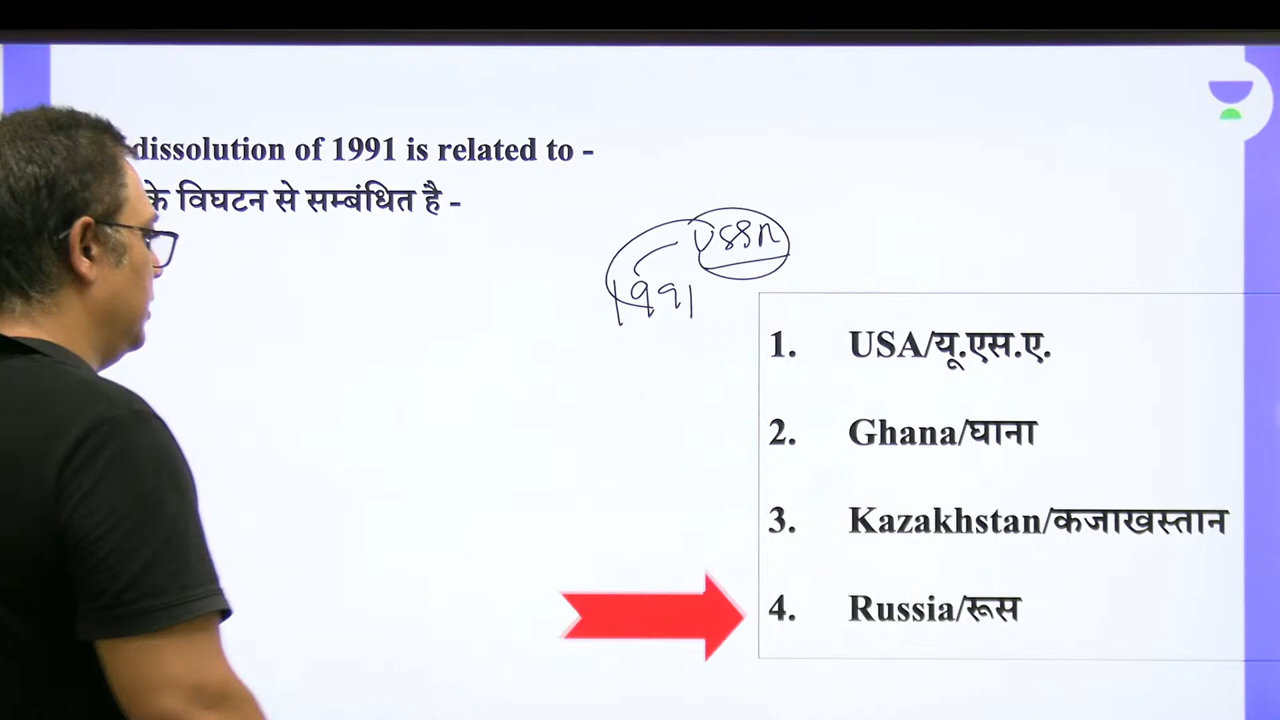 dissolution of 1991 is related to -
के विघटन से सम्बंधित है -
USSR
1991
1. USA/यू.एस.ए.
2. Ghana/घाना
3. Kazakhstan/कजाखस्तान
4. Russia/रूस